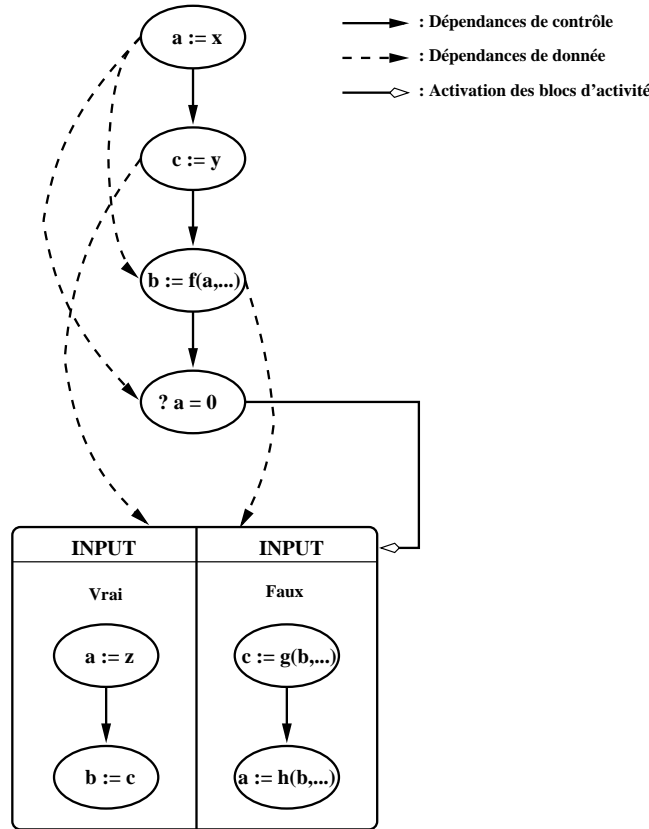 a := x
: Dépendances de contrôle
: Dépendances de donnée
: Activation des blocs d'activité
c := y
b := f(a,...)
? a = 0
INPUT
INPUT
Vrai
Faux
a := z
c := g(b,...)
b := c
a := h(b,...)